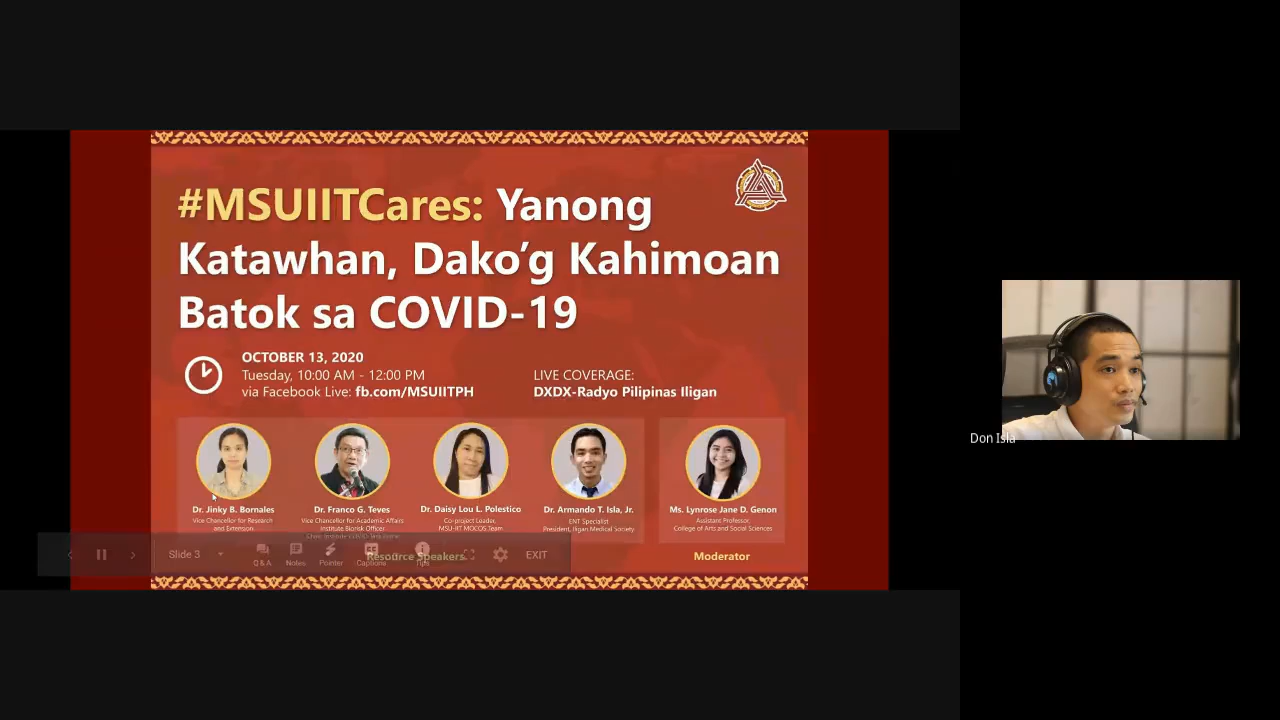 #MSUIITCares: Yanong
Katawhan, Dako'g Kahimoan
Batok sa COVID-19
OCTOBER 13, 2020
Tuesday, 10:00 AM - 12:00 PM
via Facebook Live: fb.com/MSUIITPH
LIVE COVERAGE:
DXDX-Radyo Pilipinas Iligan
Dr. Jinky B. Bornales
Vice Chancellor for Research
and Extension
Dr. Franco G. Teves
Vice Chancellor for Academic Affairs
Institute Biorisk Officer
Dr. Daisy Lou L. Polestico
Co-project Leader,
MSU-IIT MOCOS Team
Dr. Armando T. Isla, Jr.
ENT Specialist
President, Iligan Medical Society
Ms. Lynrose Jane D. Genon
Assistant Professor
College of Arts and Social Sciences
Resource Speakers
Moderator
Slide 3
Q & A
Notes
Pointer
Captions
Tips
EXIT
Don Isla